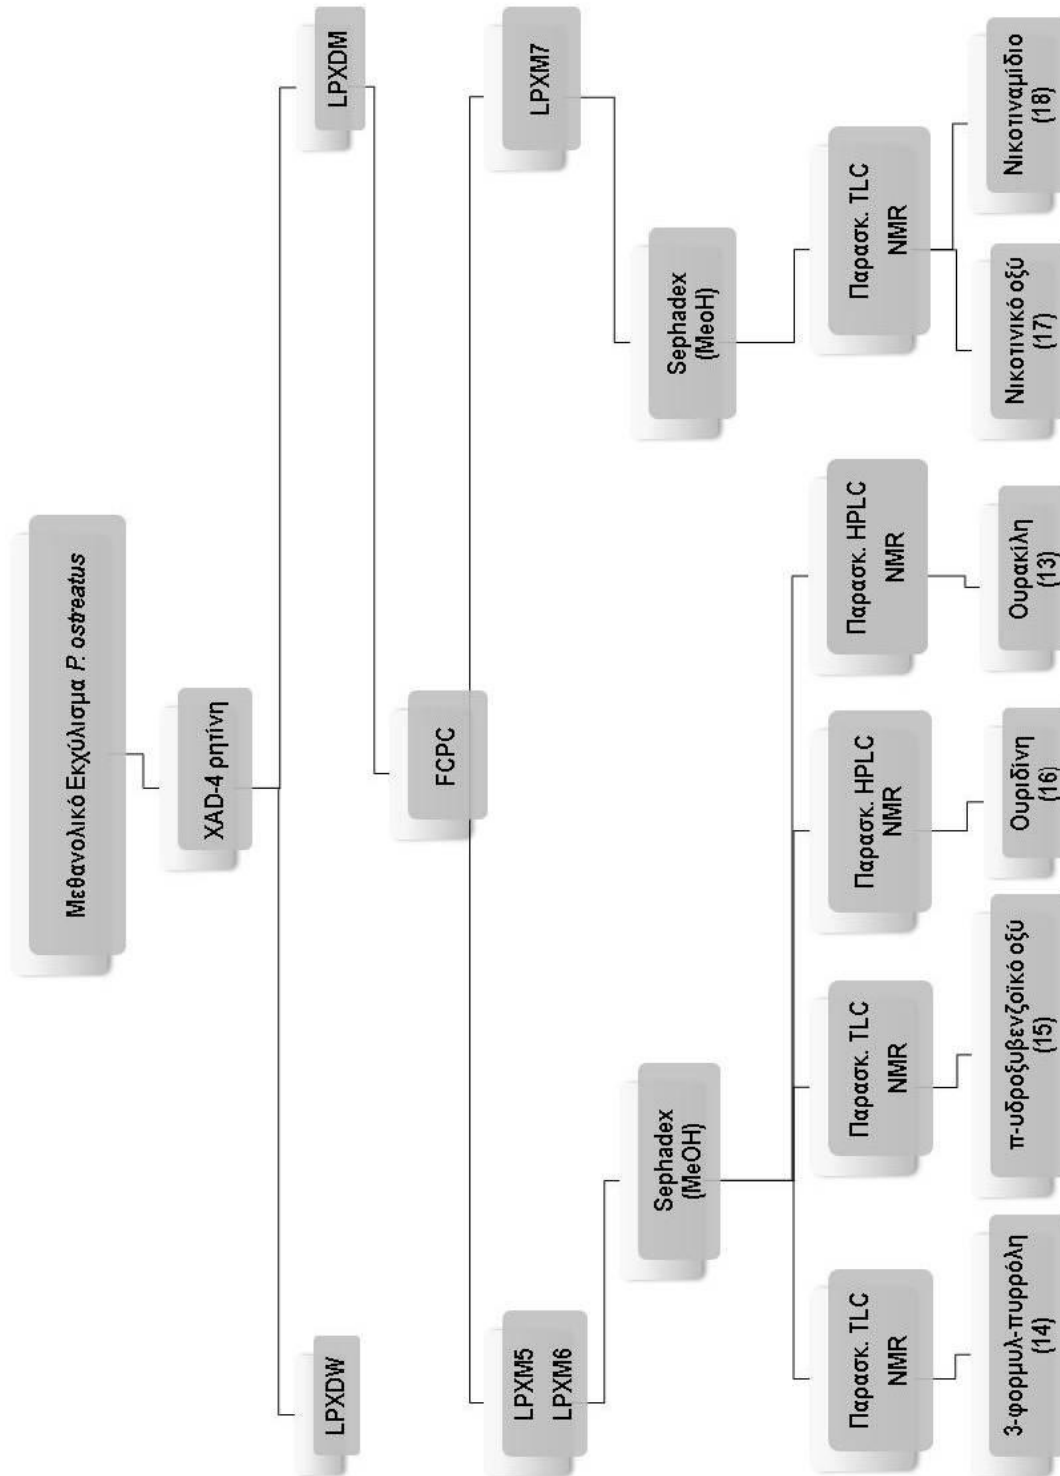 Μεθανολικό Εκχύλισμα P. ostreatus
XAD-4 ρητίνη
LPXDW
LPXDM
FCPC
LPXM5
LPXM6
LPXM7
Sephadex
(MeOH)
Sephadex
(MeoH)
Παρασκ. TLC
NMR
Παρασκ. TLC
NMR
Παρασκ. HPLC
NMR
Παρασκ. HPLC
NMR
Παρασκ. TLC
NMR
3-φορμυλ-πυρρόλη
(14)
π-υδροξυβενζοϊκό οξύ
(15)
Ουριδίνη
(16)
Ουρακίλη
(13)
Νικοτινικό οξύ
(17)
Νικοτιναμίδιο
(18)